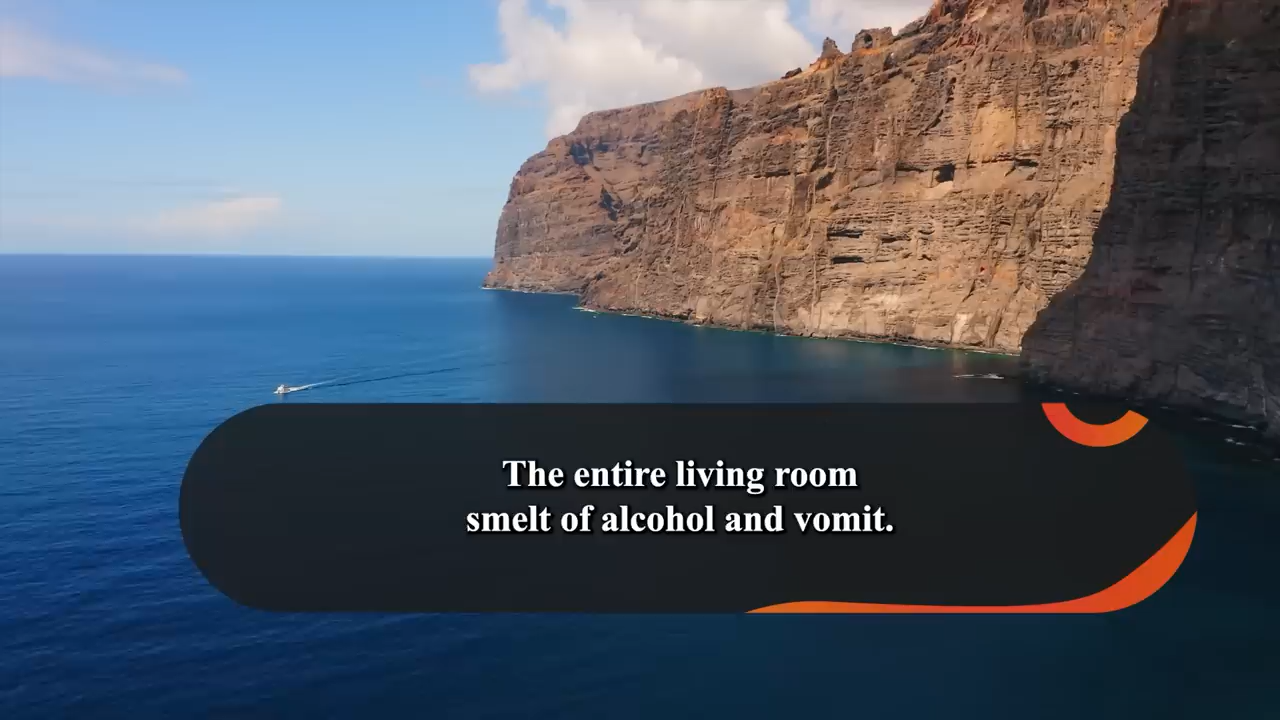 The entire living room
smelt of alcohol and vomit.